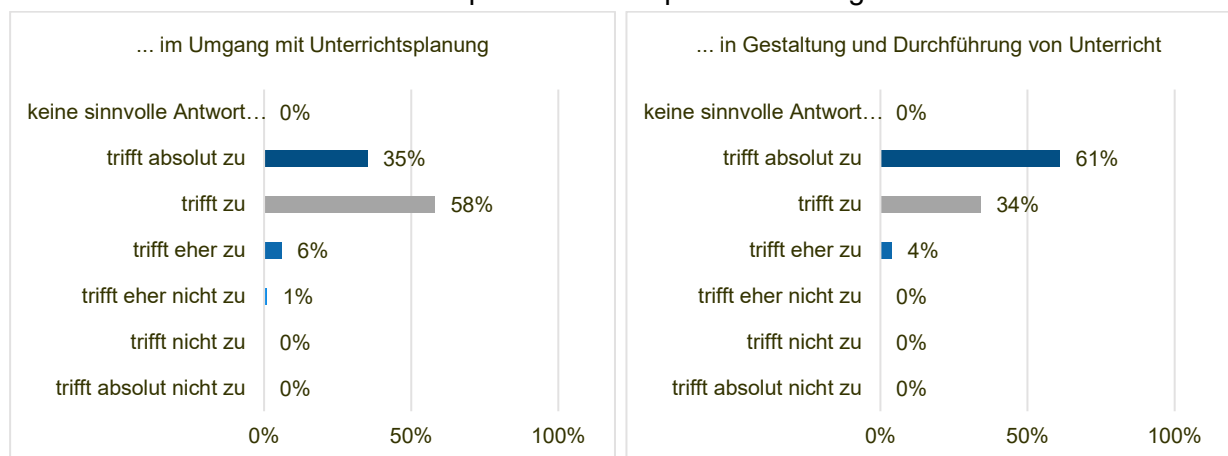 ... im Umgang mit Unterrichtsplanung
keine sinnvolle Antwort… 0%
trifft absolut zu 35%
trifft zu 58%
trifft eher zu 6%
trifft eher nicht zu 1%
trifft nicht zu 0%
trifft absolut nicht zu 0%
0% 50% 100%
... in Gestaltung und Durchführung von Unterricht
keine sinnvolle Antwort… 0%
trifft absolut zu 61%
trifft zu 34%
trifft eher zu 4%
trifft eher nicht zu 0%
trifft nicht zu 0%
trifft absolut nicht zu 0%
0% 50% 100%